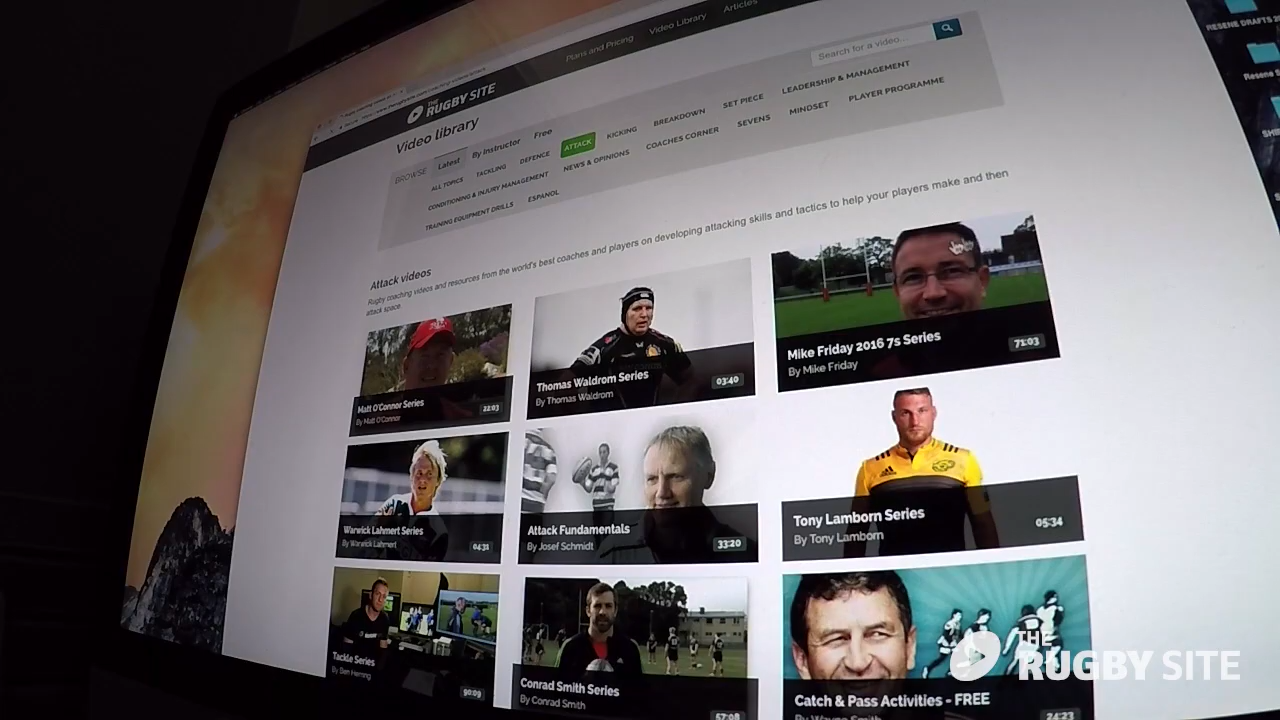 Plans and Pricing Video Library Articles
THE RUGBY SITE
Search for a video...
Video library
BROWSE Latest By Instructor Free
ALL TOPICS TACKLING DEFENCE ATTACK KICKING BREAKDOWN SET PIECE LEADERSHIP & MANAGEMENT
CONDITIONING & INJURY MANAGEMENT NEWS & OPINIONS COACHES CORNER SEVENS MINDSET PLAYER PROGRAMME
TRAINING EQUIPMENT DRILLS ESPANOL
Attack videos
Rugby coaching videos and resources from the world's best coaches and players on developing attacking skills and tactics to help your players make and then
attack space.
Matt O'Connor Series
By Matt O'Connor
22:03
Thomas Waldrom Series
By Thomas Waldrom
03:40
Mike Friday 2016 7s Series
By Mike Friday
71:03
Warwick Lahmert Series
By Warwick Lahmert
04:31
Attack Fundamentals
By Josef Schmidt
33:20
Tony Lamborn Series
By Tony Lamborn
05:34
Tackle Series
By Ben Herring
90:09
Conrad Smith Series
By Conrad Smith
57:08
Catch & Pass Activities - FREE
By Wayne Smith
24:23
RESENE DRAFTS
Resene
THE
RUGBY SITE